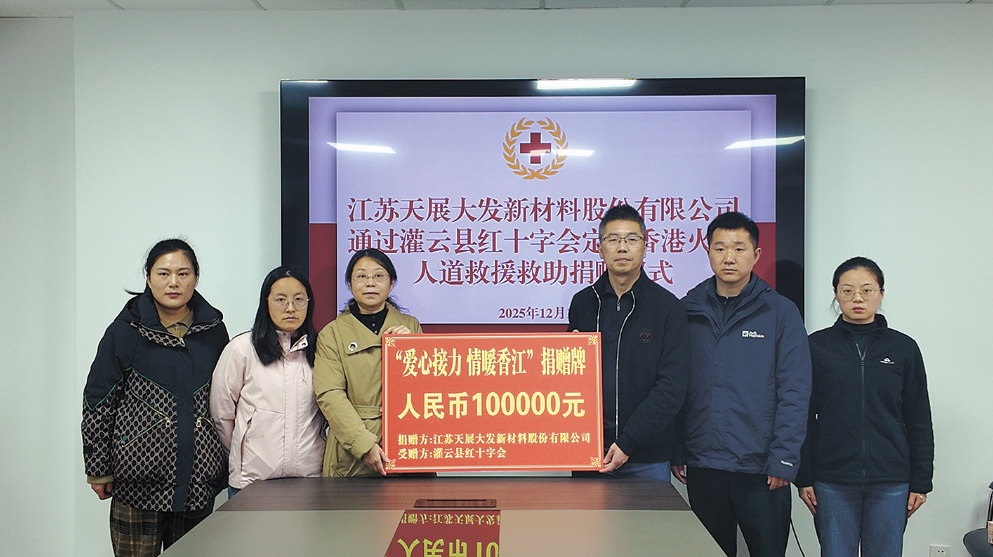 江苏天展大发新材料股份有限公司
通过灌云县红十字会定 香港火
人道救援救助捐 式
2025年12月
“爱心接力 情暖香江”捐赠牌
人民币100000元
捐赠方:江苏天展大发新材料股份有限公司
受赠方:灌云县红十字会